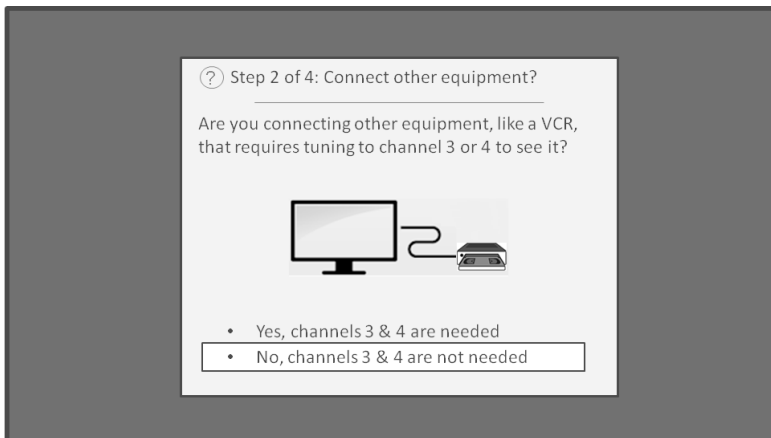 ? Step 2 of 4: Connect other equipment?
Are you connecting other equipment, like a VCR,
that requires tuning to channel 3 or 4 to see it?
• Yes, channels 3 & 4 are needed
• No, channels 3 & 4 are not needed